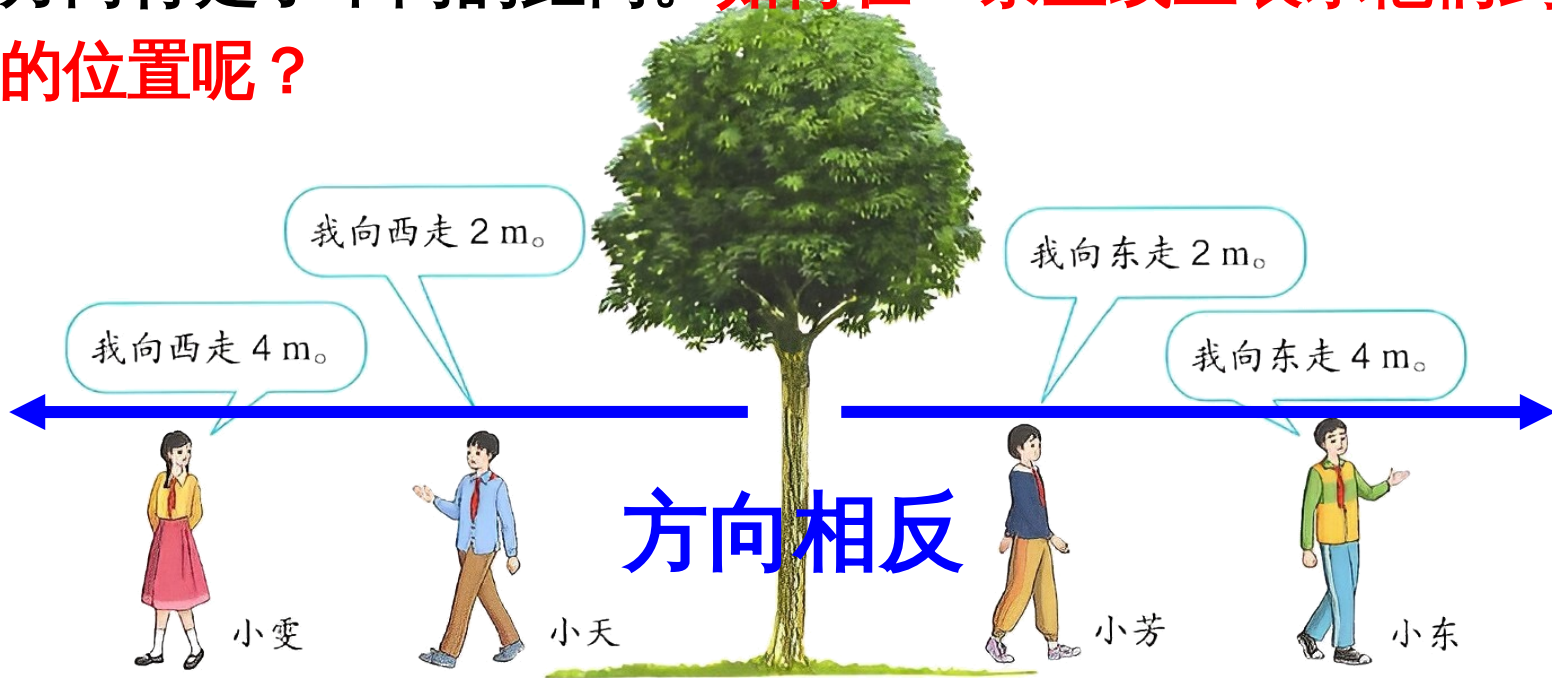 的位置呢？
我向西走 2 m。
我向东走 2 m。
我向西走 4 m。
我向东走 4 m。
方向相反
小雯
小天
小芳
小东